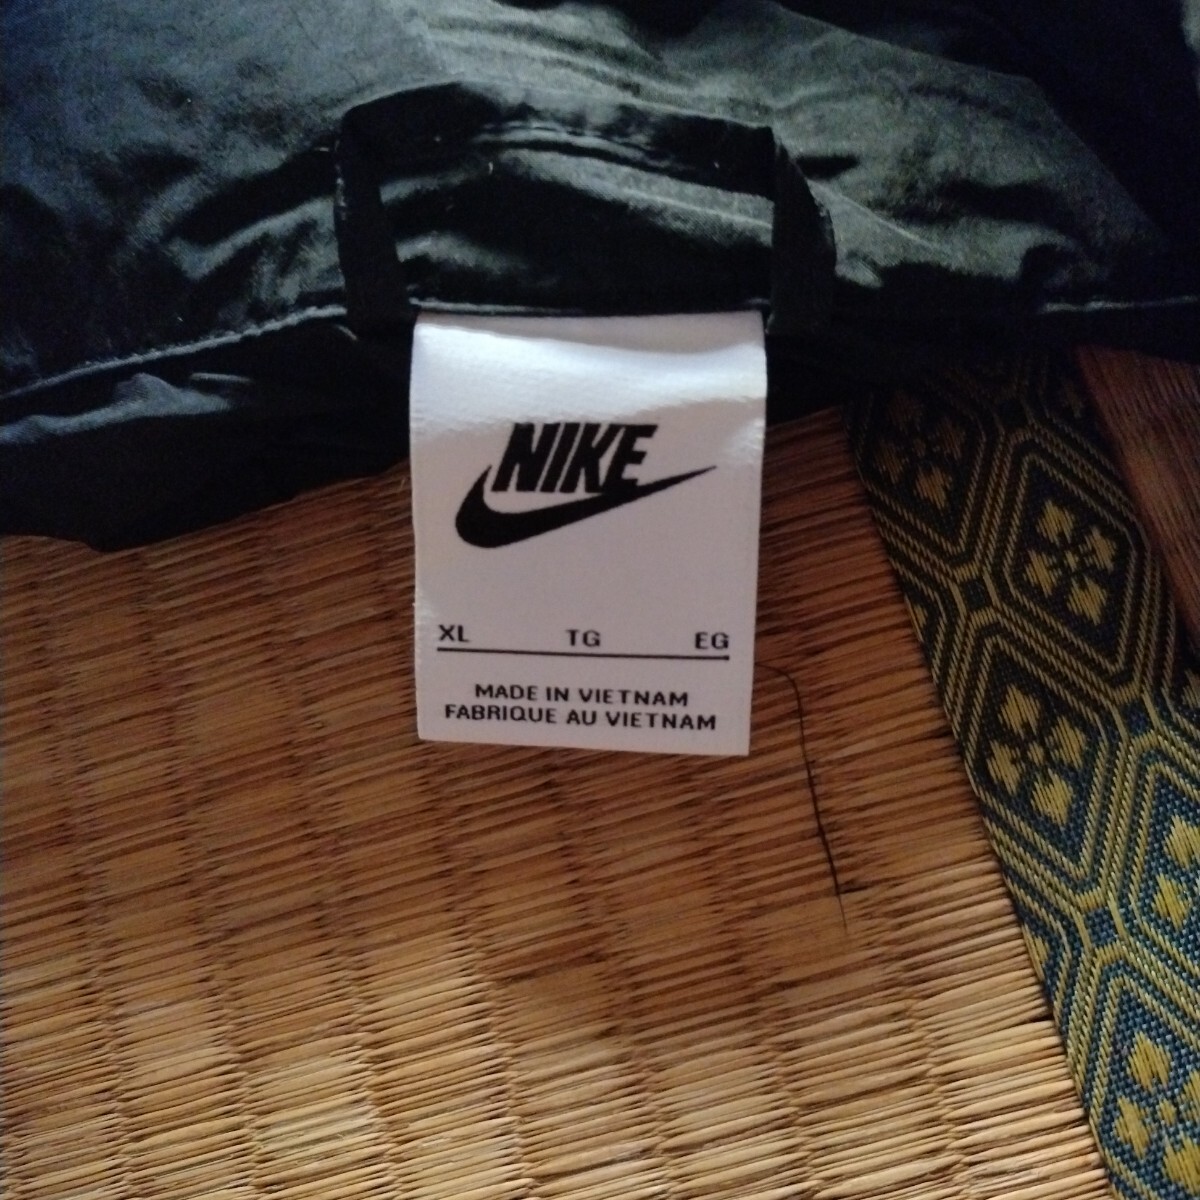 NIKE
XL TG EG
MADE IN VIETNAM
FABRIQUE AU VIETNAM